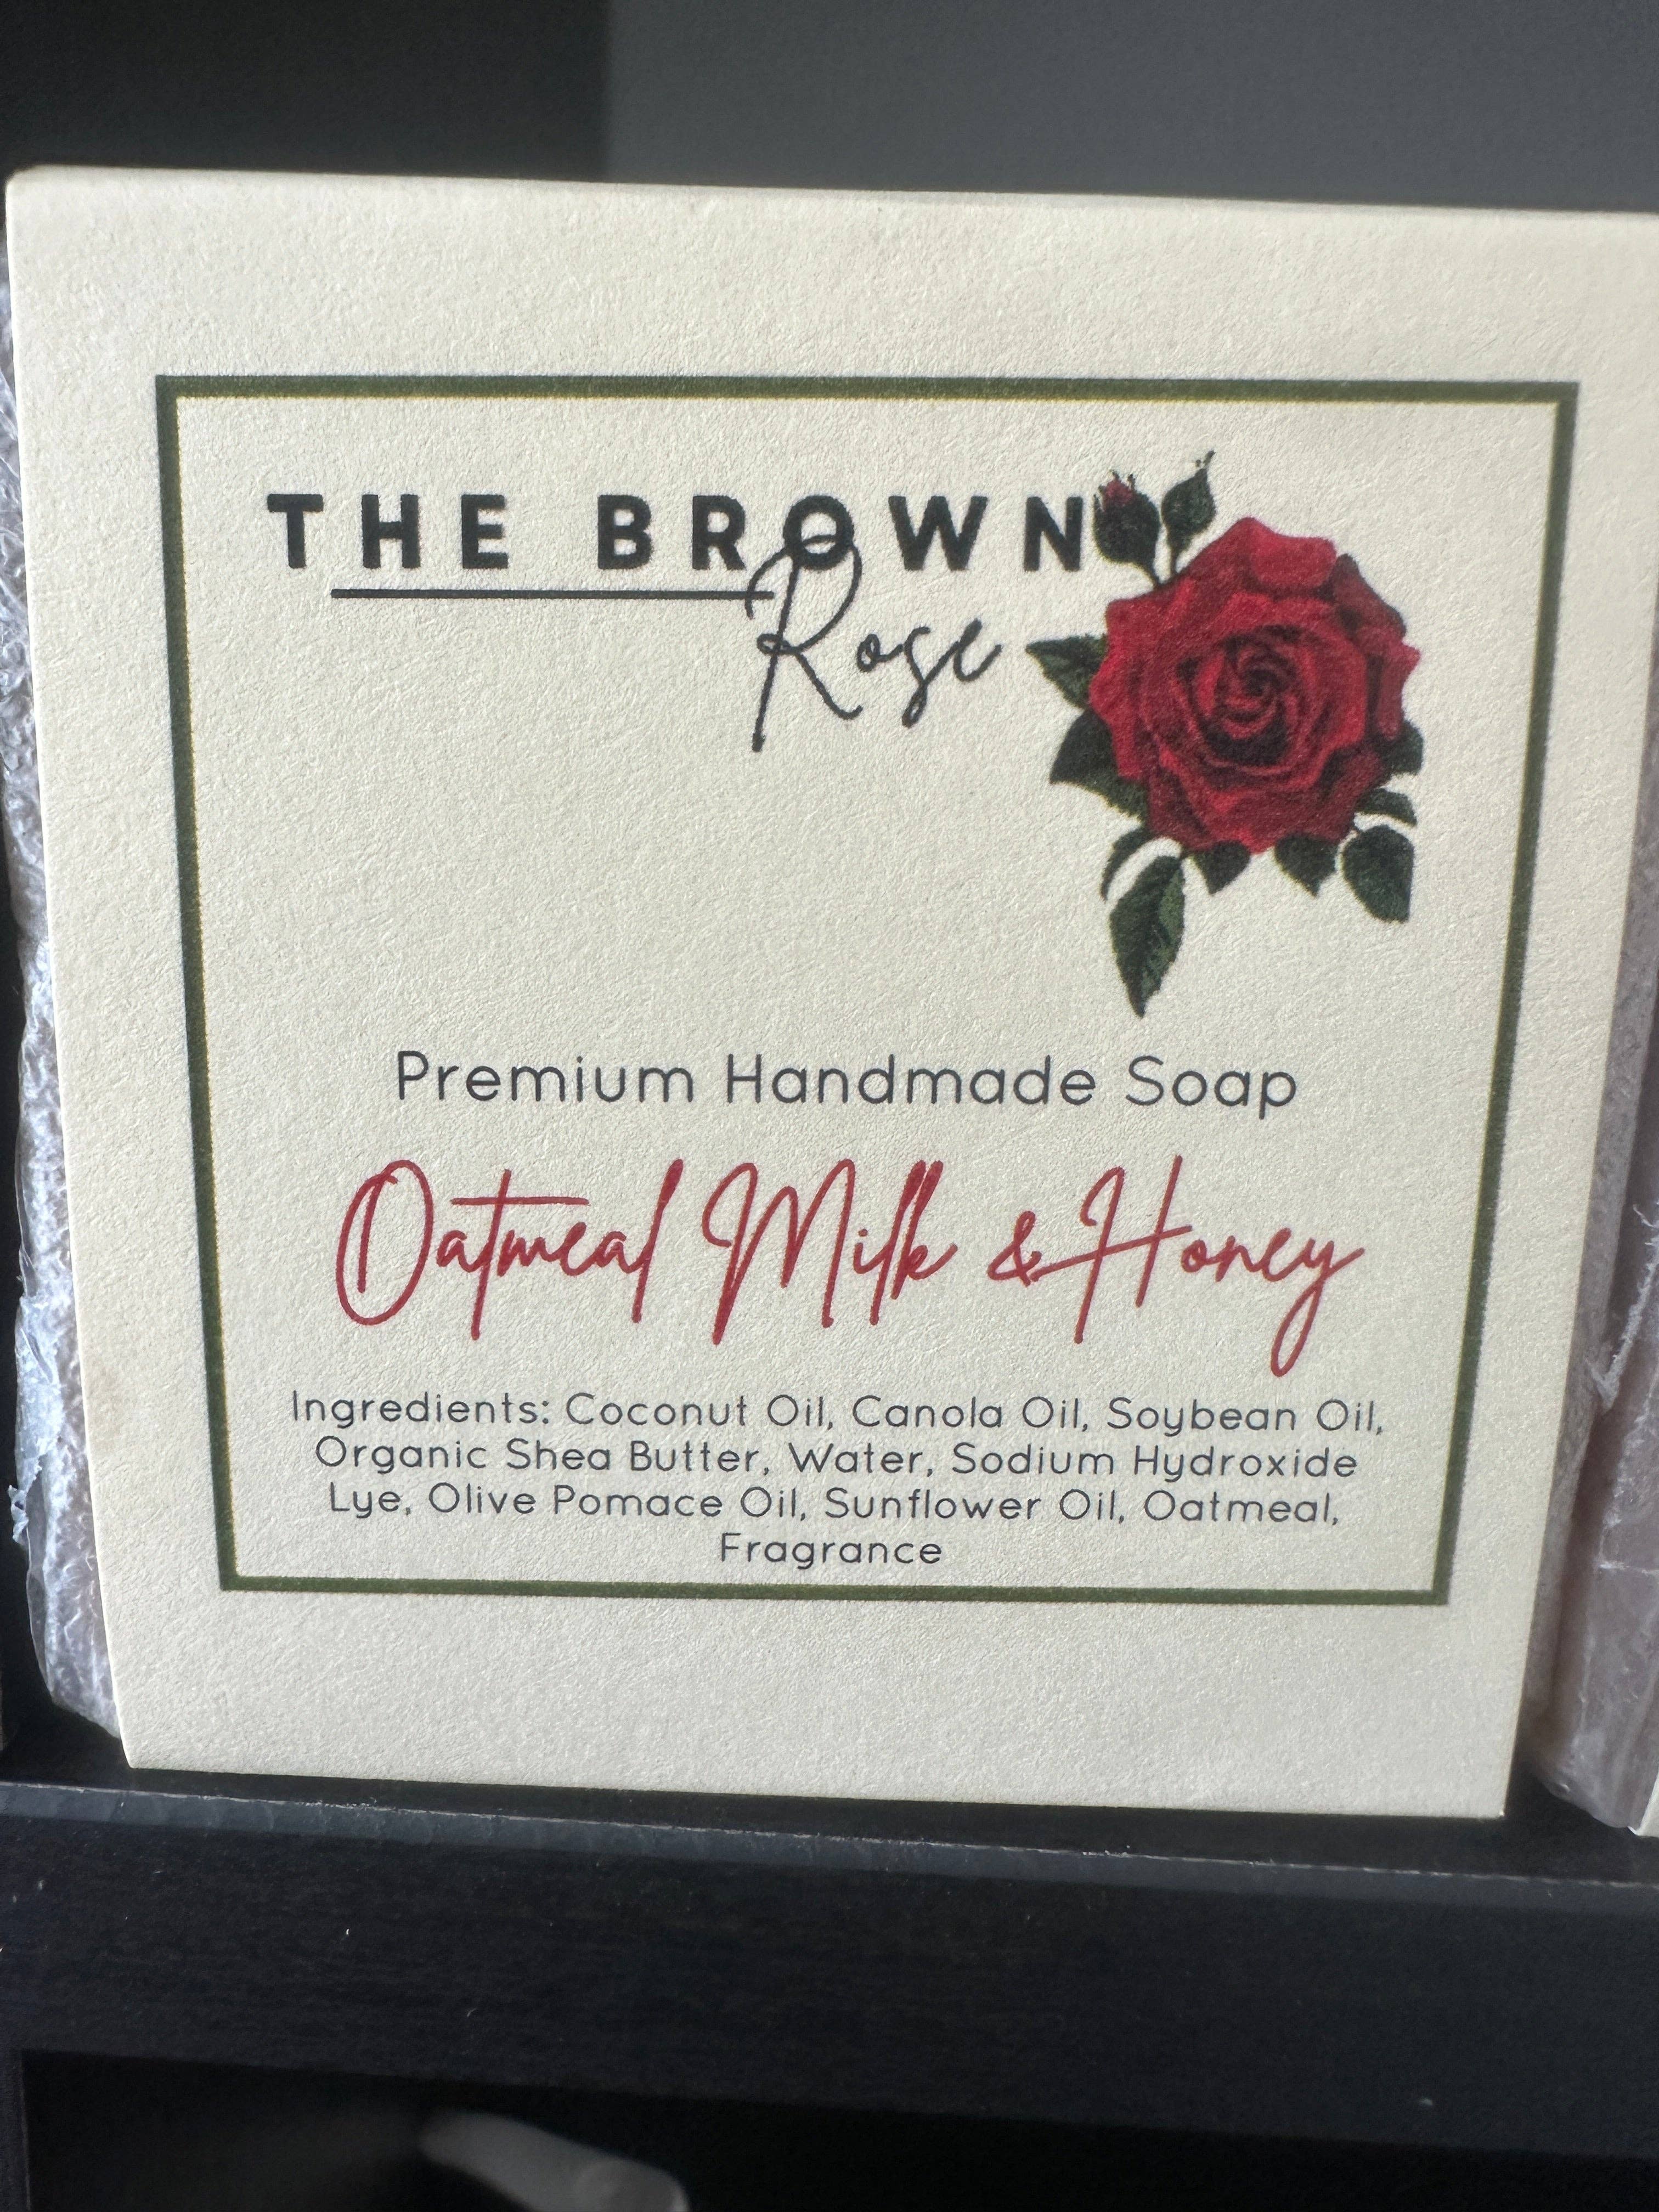 THE BROWN
Rose
Premium Handmade Soap
Oatmeal Milk & Honey
Ingredients: Coconut Oil, Canola Oil, Soybean Oil,
Organic Shea Butter, Water, Sodium Hydroxide
Lye, Olive Pomace Oil, Sunflower Oil, Oatmeal,
Fragrance